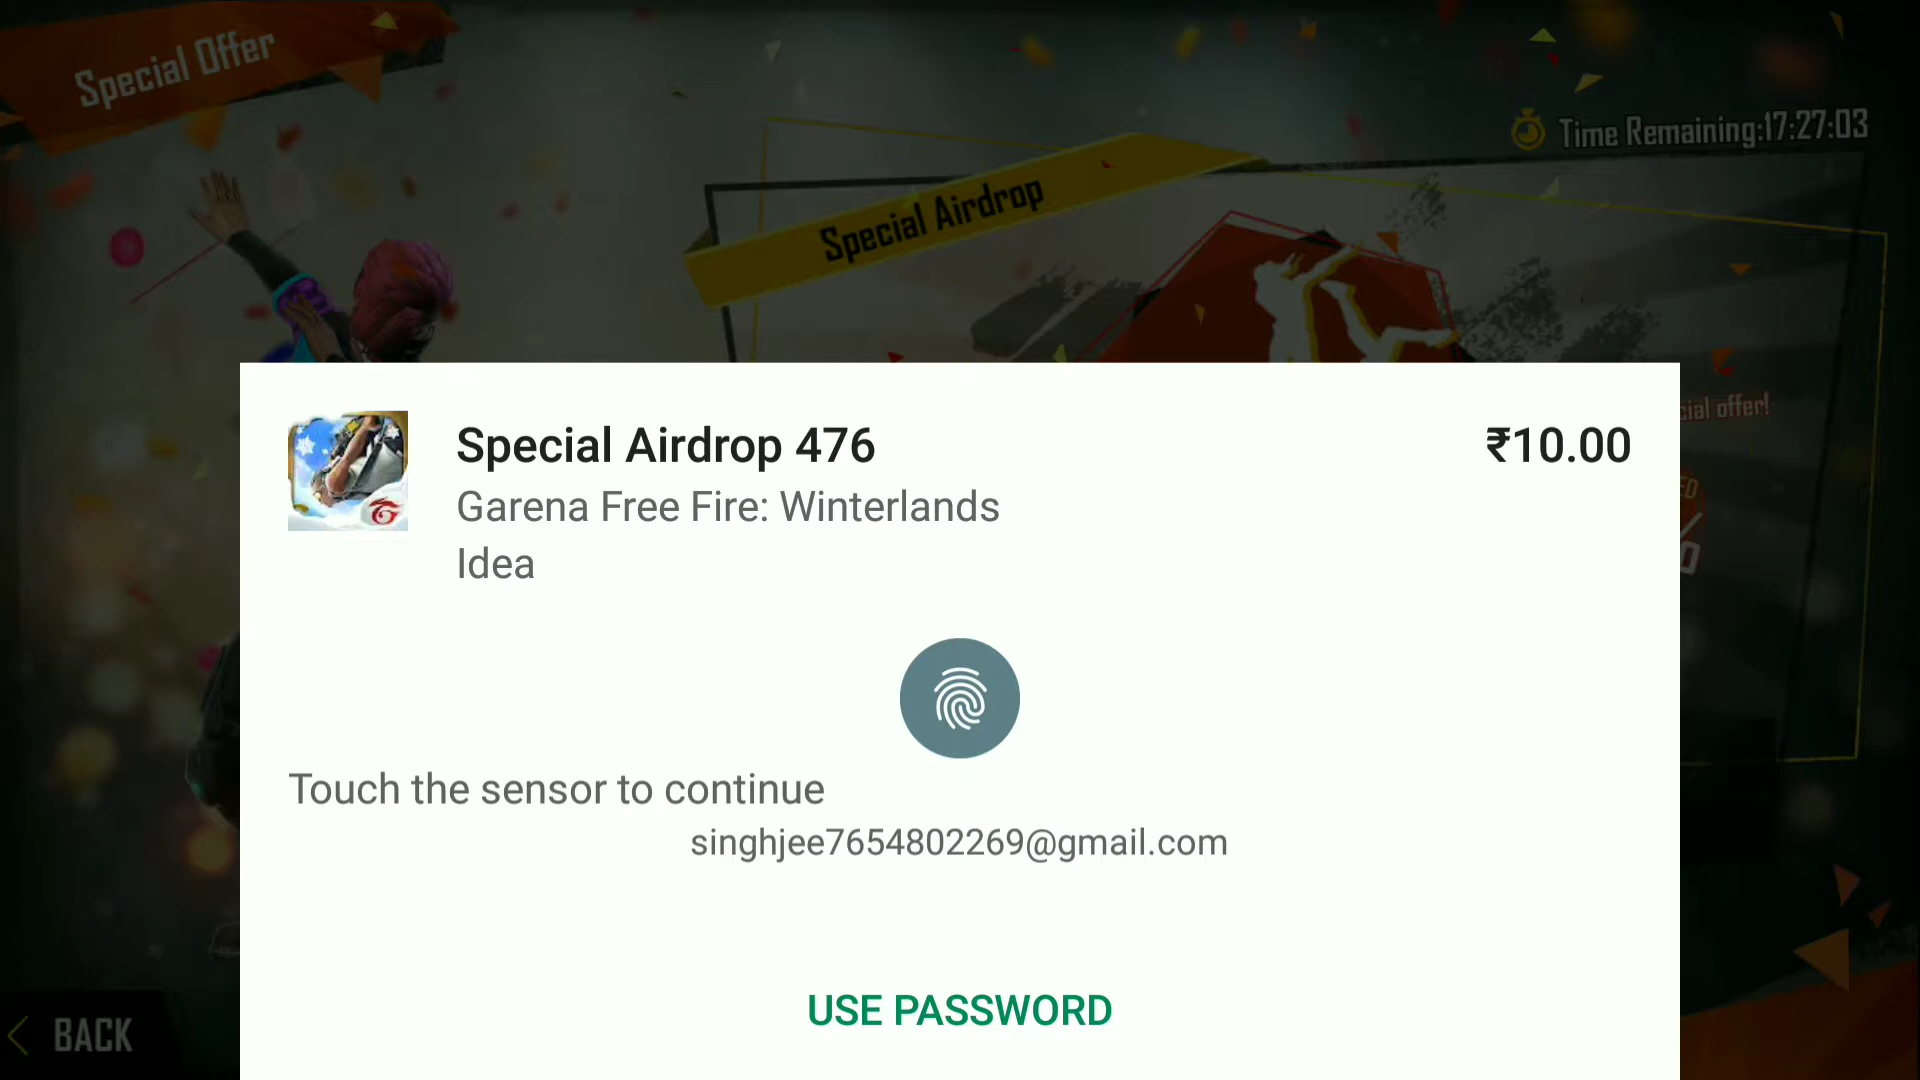 Special Offer
Time Remaining:17:27:03
Special Airdrop
cial offer!
Special Airdrop 476
₹10.00
Garena Free Fire: Winterlands
Idea
Touch the sensor to continue
singhjee7654802269@gmail.com
USE PASSWORD
BACK